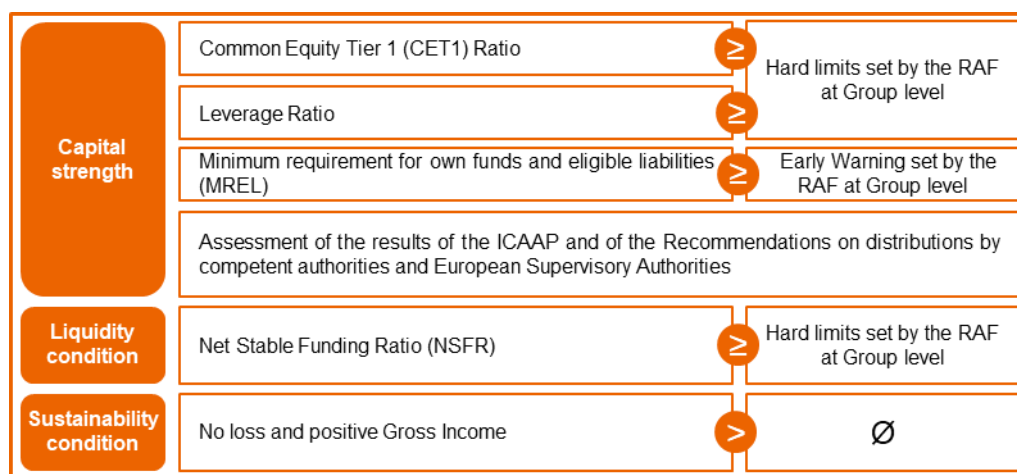 Capital
strength
Common Equity Tier 1 (CET1) Ratio
≥
Hard limits set by the RAF
at Group level
Leverage Ratio
≥
Minimum requirement for own funds and eligible liabilities
(MREL)
≥
Early Warning set by the
RAF at Group level
Assessment of the results of the ICAAP and of the Recommendations on distributions by
competent authorities and European Supervisory Authorities
Liquidity
condition
Net Stable Funding Ratio (NSFR)
≥
Hard limits set by the RAF
at Group level
Sustainability
condition
No loss and positive Gross Income
>
Ø